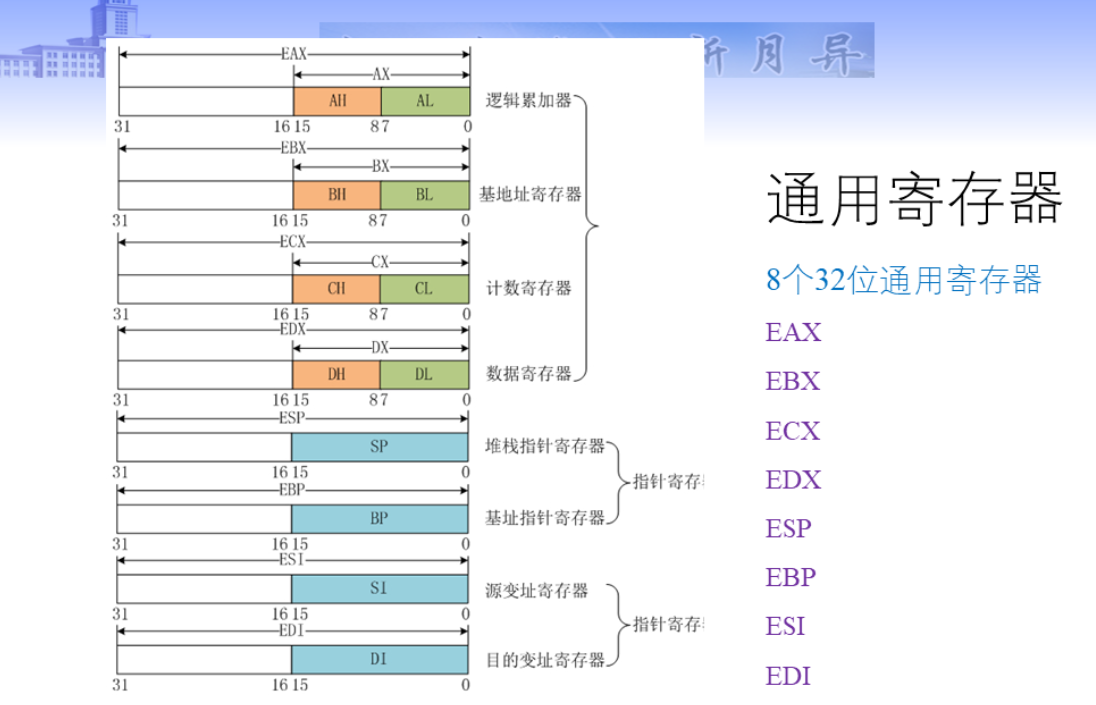 新月异
EAX
AX
AH AL 逻辑累加器
31 16 15 8 7 0
EBX
BX
BH BL 基地址寄存器
31 16 15 8 7 0
ECX
CX
CH CL 计数寄存器
31 16 15 8 7 0
EDX
DX
DH DL 数据寄存器
31 16 15 8 7 0
ESP
SP 堆栈指针寄存器
31 16 15 0
指针寄存
EBP
BP 基址指针寄存器
31 16 15 0
ESI
SI 源变址寄存器
31 16 15 0
指针寄存
EDI
DI 目的变址寄存器
31 16 15 0
通用寄存器
8个32位通用寄存器
EAX
EBX
ECX
EDX
ESP
EBP
ESI
EDI